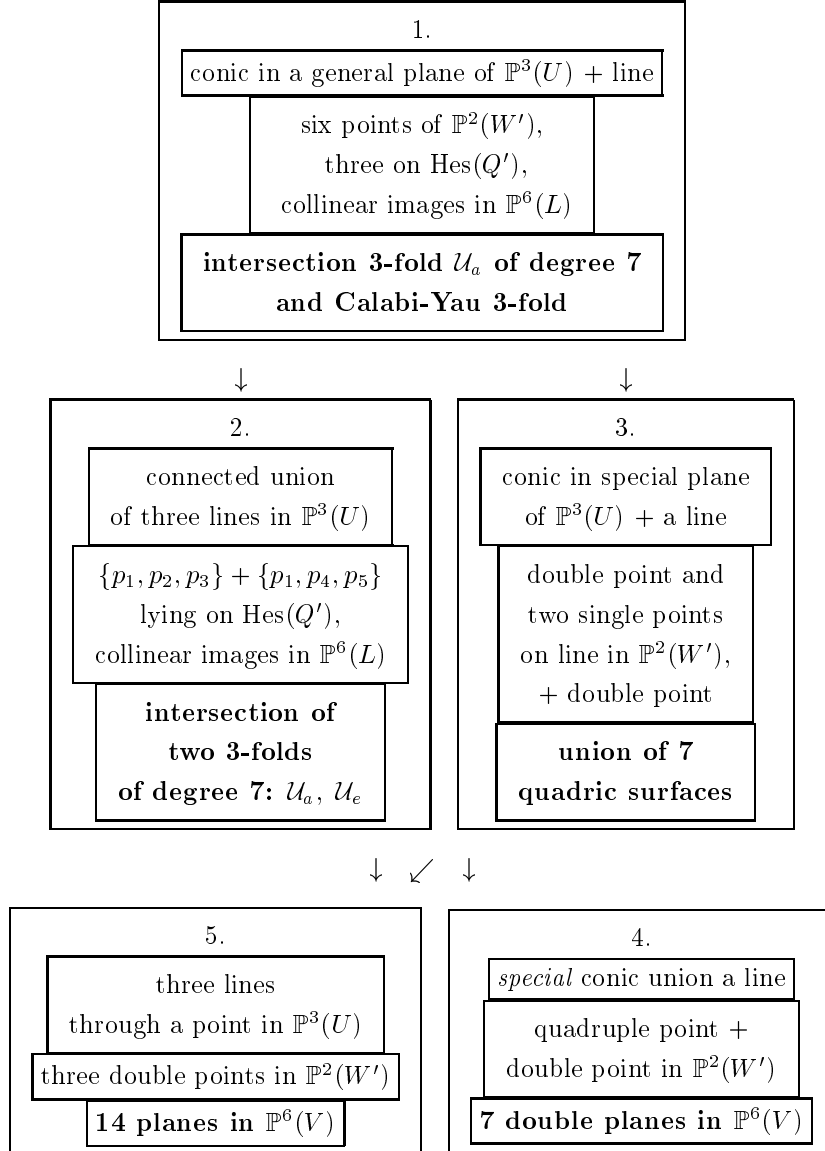 1.
conic in a general plane of ℙ³(U) + line
six points of ℙ²(W′),
three on Hes(Q′),
collinear images in ℙ⁶(L)
intersection 3-fold 𝒰ₐ of degree 7
and Calabi-Yau 3-fold
↓ ↓
2.
connected union
of three lines in ℙ³(U)
{p₁, p₂, p₃} + {p₁, p₄, p₅}
lying on Hes(Q′),
collinear images in ℙ⁶(L)
intersection of
two 3-folds
of degree 7: 𝒰ₐ, 𝒰ₑ
3.
conic in special plane
of ℙ³(U) + a line
double point and
two single points
on line in ℙ²(W′),
+ double point
union of 7
quadric surfaces
↓ ↙ ↓
5.
three lines
through a point in ℙ³(U)
three double points in ℙ²(W′)
14 planes in ℙ⁶(V)
4.
special conic union a line
quadruple point +
double point in ℙ²(W′)
7 double planes in ℙ⁶(V)